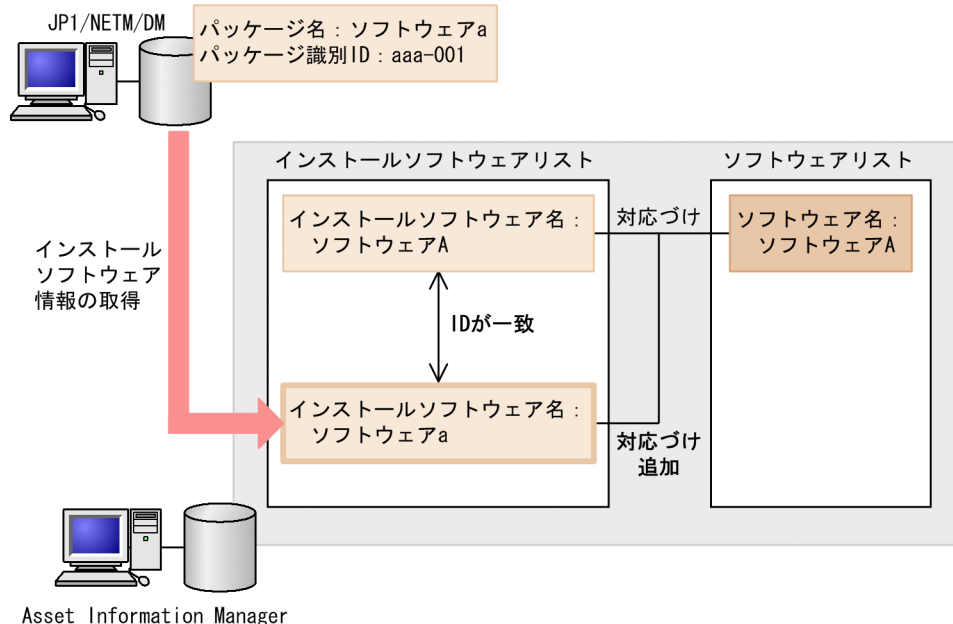 JP1/NETM/DM
パッケージ名：ソフトウェアa
パッケージ識別ID：aaa-001
インストールソフトウェアリスト
ソフトウェアリスト
インストールソフトウェア名：
ソフトウェアA
対応づけ
ソフトウェア名：
ソフトウェアA
インストール
ソフトウェア
情報の取得
IDが一致
インストールソフトウェア名：
ソフトウェアa
対応づけ
追加
Asset Information Manager